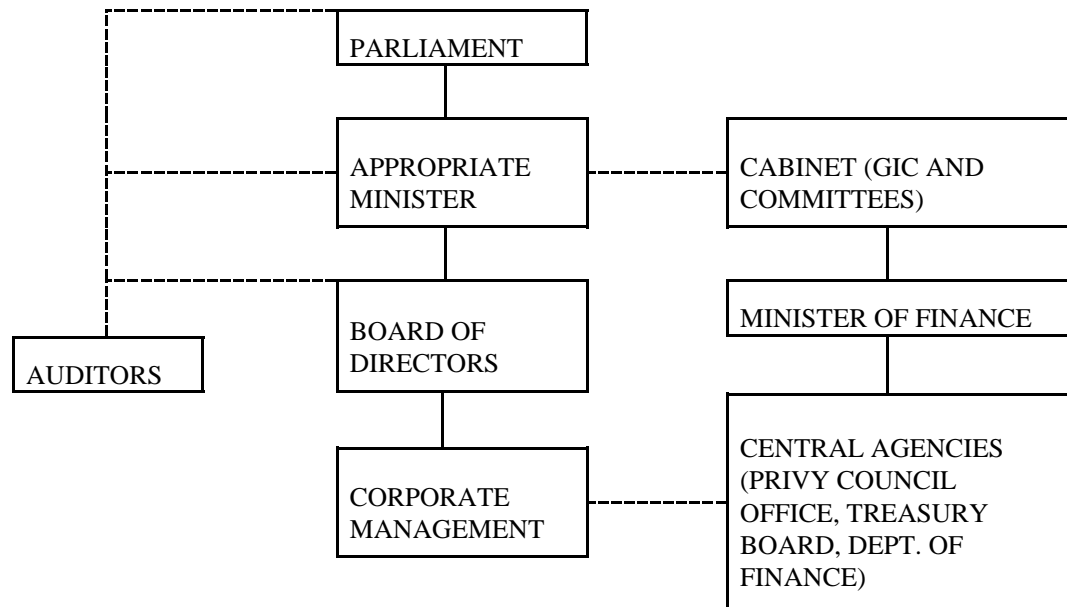 PARLIAMENT
APPROPRIATE
MINISTER
CABINET (GIC AND
COMMITTEES)
BOARD OF
DIRECTORS
MINISTER OF FINANCE
AUDITORS
CORPORATE
MANAGEMENT
CENTRAL AGENCIES
(PRIVY COUNCIL
OFFICE, TREASURY
BOARD, DEPT. OF
FINANCE)